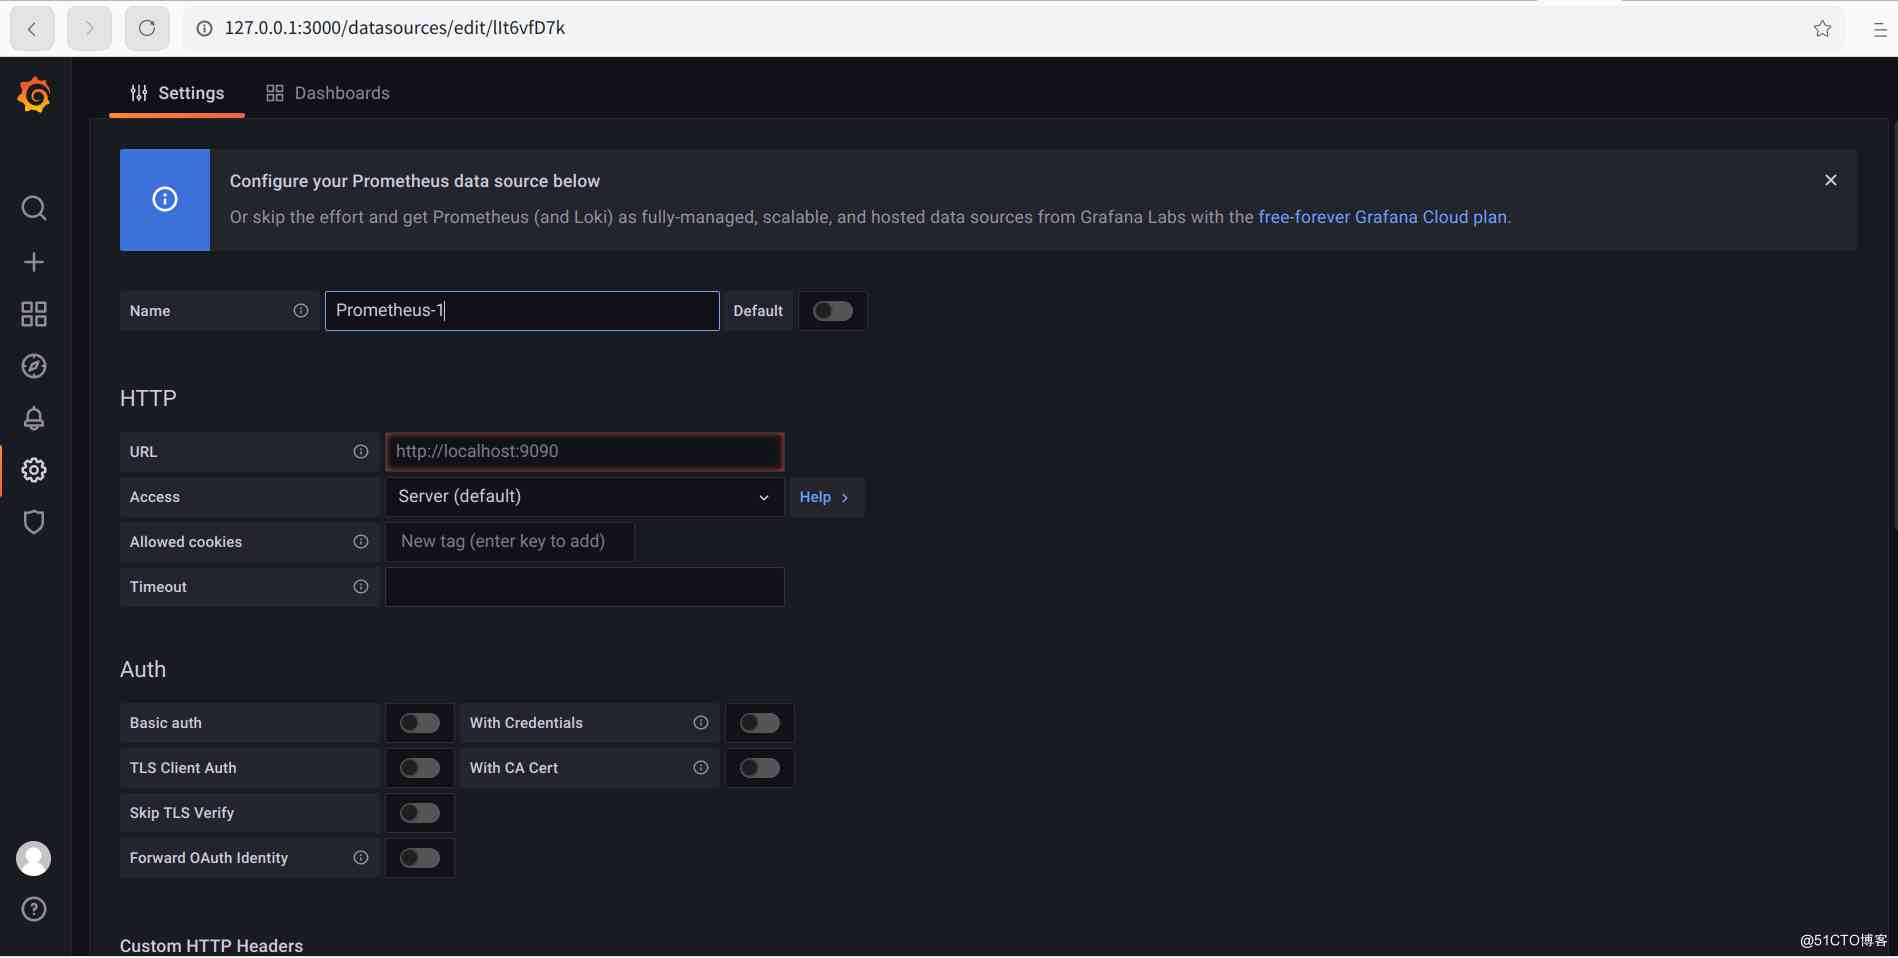 127.0.0.1:3000/datasources/edit/lIt6vfD7k
Settings
Dashboards
Configure your Prometheus data source below
Or skip the effort and get Prometheus (and Loki) as fully-managed, scalable, and hosted data sources from Grafana Labs with the free-forever Grafana Cloud plan.
Name
Prometheus-1
Default
HTTP
URL
http://localhost:9090
Access
Server (default)
Help
Allowed cookies
New tag (enter key to add)
Timeout
Auth
Basic auth
With Credentials
TLS Client Auth
With CA Cert
Skip TLS Verify
Forward OAuth Identity
Custom HTTP Headers
@51CTO博客